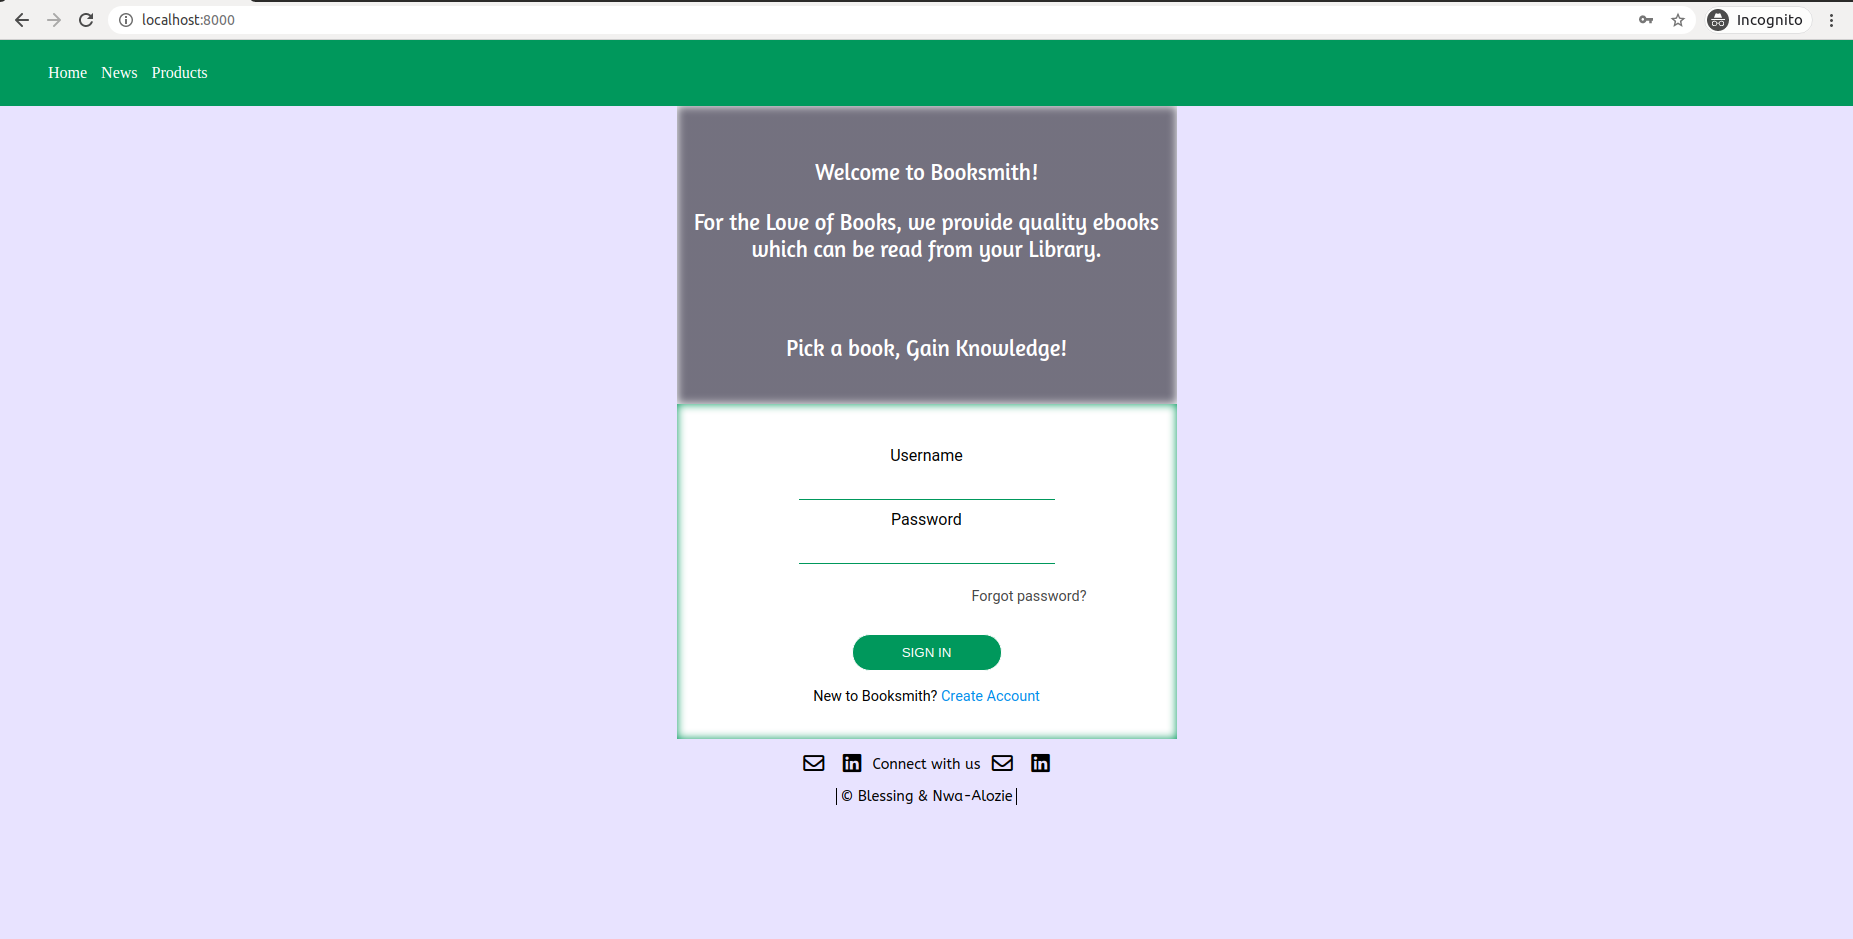 localhost:8000
Incognito
Home News Products
Welcome to Booksmith!
For the Love of Books, we provide quality ebooks
which can be read from your Library.
Pick a book, Gain Knowledge!
Username
Password
Forgot password?
SIGN IN
New to Booksmith? Create Account
Connect with us
|© Blessing & Nwa-Alozie|